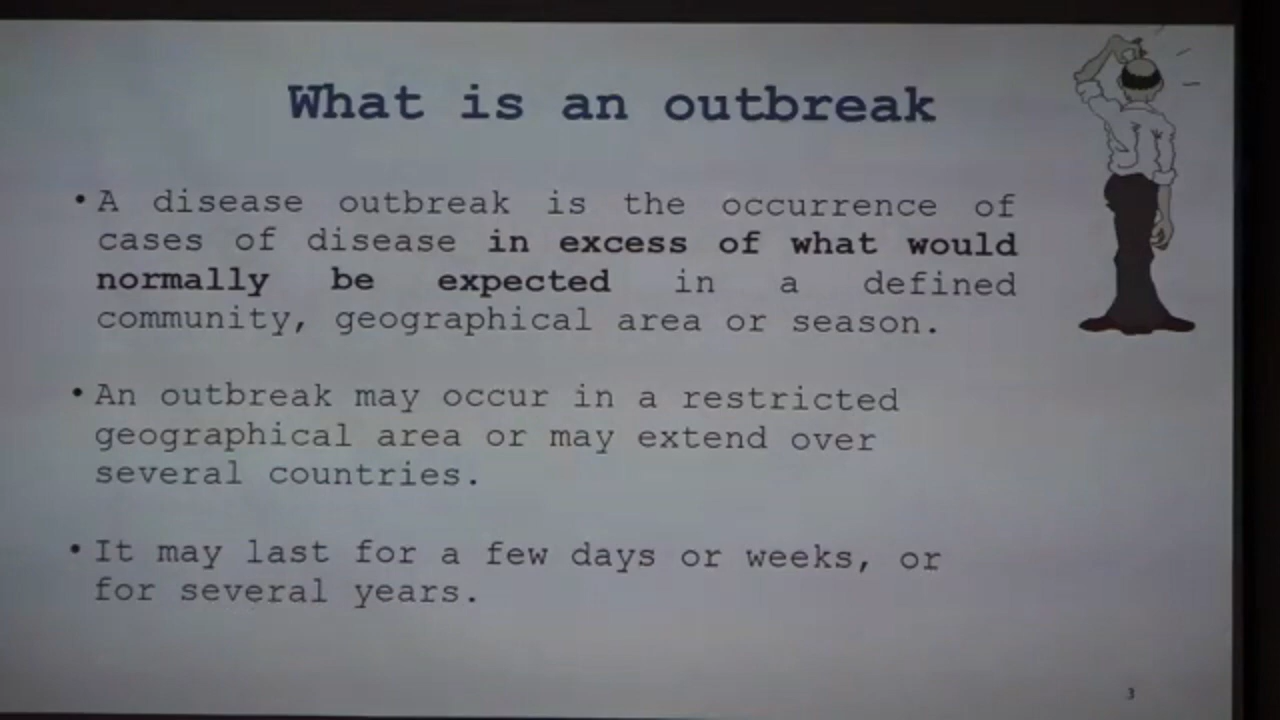 What is an outbreak
• A disease outbreak is the occurrence of
cases of disease in excess of what would
normally be expected in a defined
community, geographical area or season.
• An outbreak may occur in a restricted
geographical area or may extend over
several countries.
• It may last for a few days or weeks, or
for several years.
3